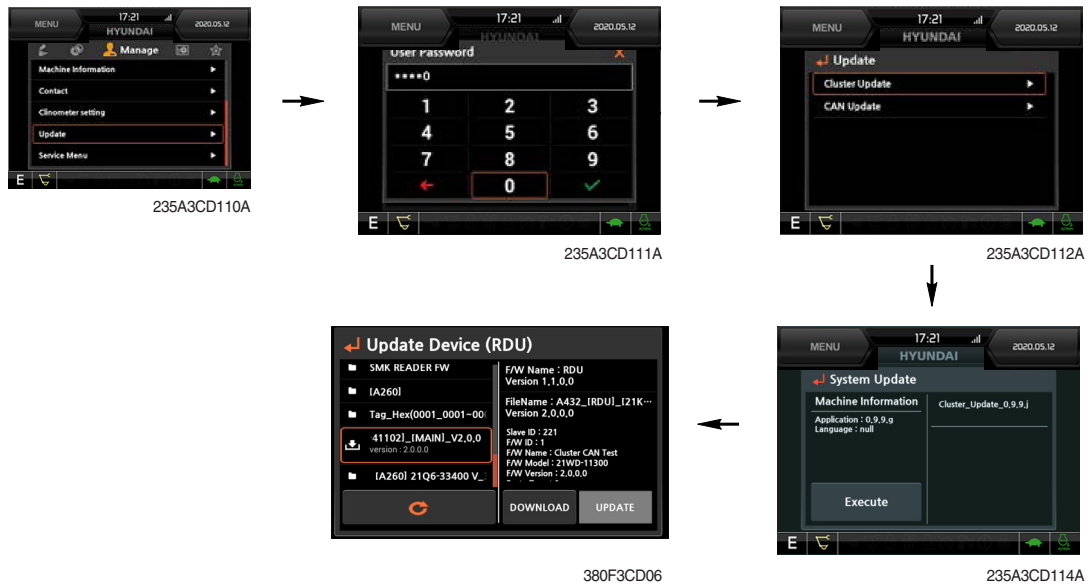 MENU
17:21
2020.05.12
HYUNDAI
Manage
Machine Information
Contact
Clinometer setting
Update
Service Menu
E
235A3CD110A
MENU
17:21
2020.05.12
HYUNDAI
User Password
X
****0
1 2 3
4 5 6
7 8 9
0
E
235A3CD111A
MENU
17:21
2020.05.12
HYUNDAI
Update
Cluster Update
CAN Update
E
235A3CD112A
Update Device (RDU)
SMK READER FW
[A260]
Tag_Hex(0001_0001~00
41102]_[MAIN]_V2,0,0
version : 2.0.0.0
[A260] 21Q6-33400 V_
F/W Name : RDU
Version 1,1,0,0
FileName : A432_[RDU]_[21K…
Version 2,0,0,0
Slave ID : 221
F/W ID : 1
F/W Name : Cluster CAN Test
F/W Model : 21WD-11300
F/W Version : 2,0,0,0
DOWNLOAD
UPDATE
380F3CD06
MENU
17:21
2020.05.12
HYUNDAI
System Update
Machine Information
Application : 0,9,9,g
Language : null
Cluster_Update_0,9,9,j
Execute
E
235A3CD114A